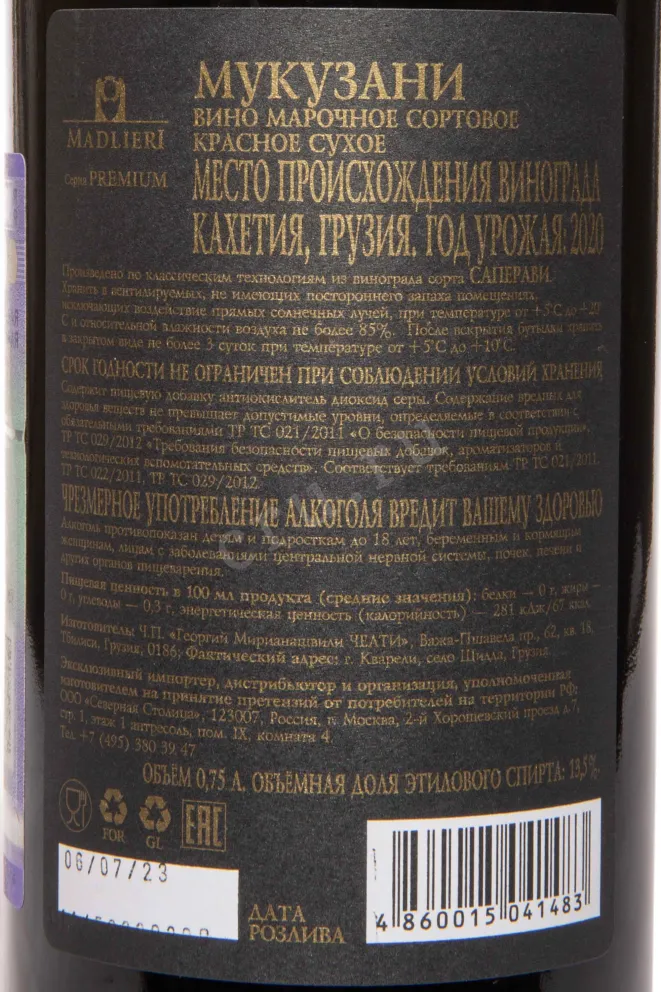 МУКУЗАНИ
ВИНО МАРОЧНОЕ СОРТОВОЕ
КРАСНОЕ СУХОЕ
MADLIERI
Серия PREMIUM
МЕСТО ПРОИСХОЖДЕНИЯ ВИНОГРАДА
КАХЕТИЯ, ГРУЗИЯ. ГОД УРОЖАЯ: 2020
Произведено по классическим технологиям из винограда сорта САПЕРАВИ.
Хранить в вентилируемых, не имеющих постороннего запаха помещениях,
исключающих воздействие прямых солнечных лучей, при температуре от +5°С до +20°
С и относительной влажности воздуха не более 85%. После вскрытия бутылки хранить
в закрытом виде не более 3 суток при температуре от +5°С до +10°С.
СРОК ГОДНОСТИ НЕ ОГРАНИЧЕН ПРИ СОБЛЮДЕНИИ УСЛОВИЙ ХРАНЕНИЯ
Содержит пищевую добавку антиокислитель диоксид серы. Содержание вредных для
здоровья веществ не превышает допустимые уровни, определяемые в соответствии с
обязательными требованиями ТР ТС 021/2011 «О безопасности пищевой продукции»,
ТР ТС 029/2012 «Требования безопасности пищевых добавок, ароматизаторов и
технологических вспомогательных средств». Соответствует требованиям ТР ТС 021/2011,
ТР ТС 022/2011, ТР ТС 029/2012
ЧРЕЗМЕРНОЕ УПОТРЕБЛЕНИЕ АЛКОГОЛЯ ВРЕДИТ ВАШЕМУ ЗДОРОВЬЮ
Алкоголь противопоказан детям и подросткам до 18 лет, беременным и кормящим
женщинам, лицам с заболеваниями центральной нервной системы, почек, печени и
других органов пищеварения.
Пищевая ценность в 100 мл продукта (средние значения): белки — 0 г, жиры —
0 г, углеводы — 0,3 г, энергетическая ценность (калорийность) — 281 кДж/67 ккал.
Изготовитель: Ч.П. «Георгий Мирианашвили ЧЕАТИ», Важа-Пшавела пр., 62, кв. 18,
Тбилиси, Грузия, 0186; Фактический адрес: г. Кварели, село Шилда, Грузия
Эксклюзивный импортер, дистрибьютор и организация, уполномоченная
изготовителем на принятие претензий от потребителей на территории РФ:
ООО «Северная Столица», 123007, Россия, г. Москва, 2-й Хорошевский проезд д.7,
стр. 1, этаж 1 антресоль, пом. IX, комната 4.
Тел. +7 (495) 380 39 47
ОБЪЁМ 0,75 Л. ОБЪЁМНАЯ ДОЛЯ ЭТИЛОВОГО СПИРТА: 13,5%.
FOR
GL
EAC
06/07/23
ДАТА
РОЗЛИВА
4 860015 041483